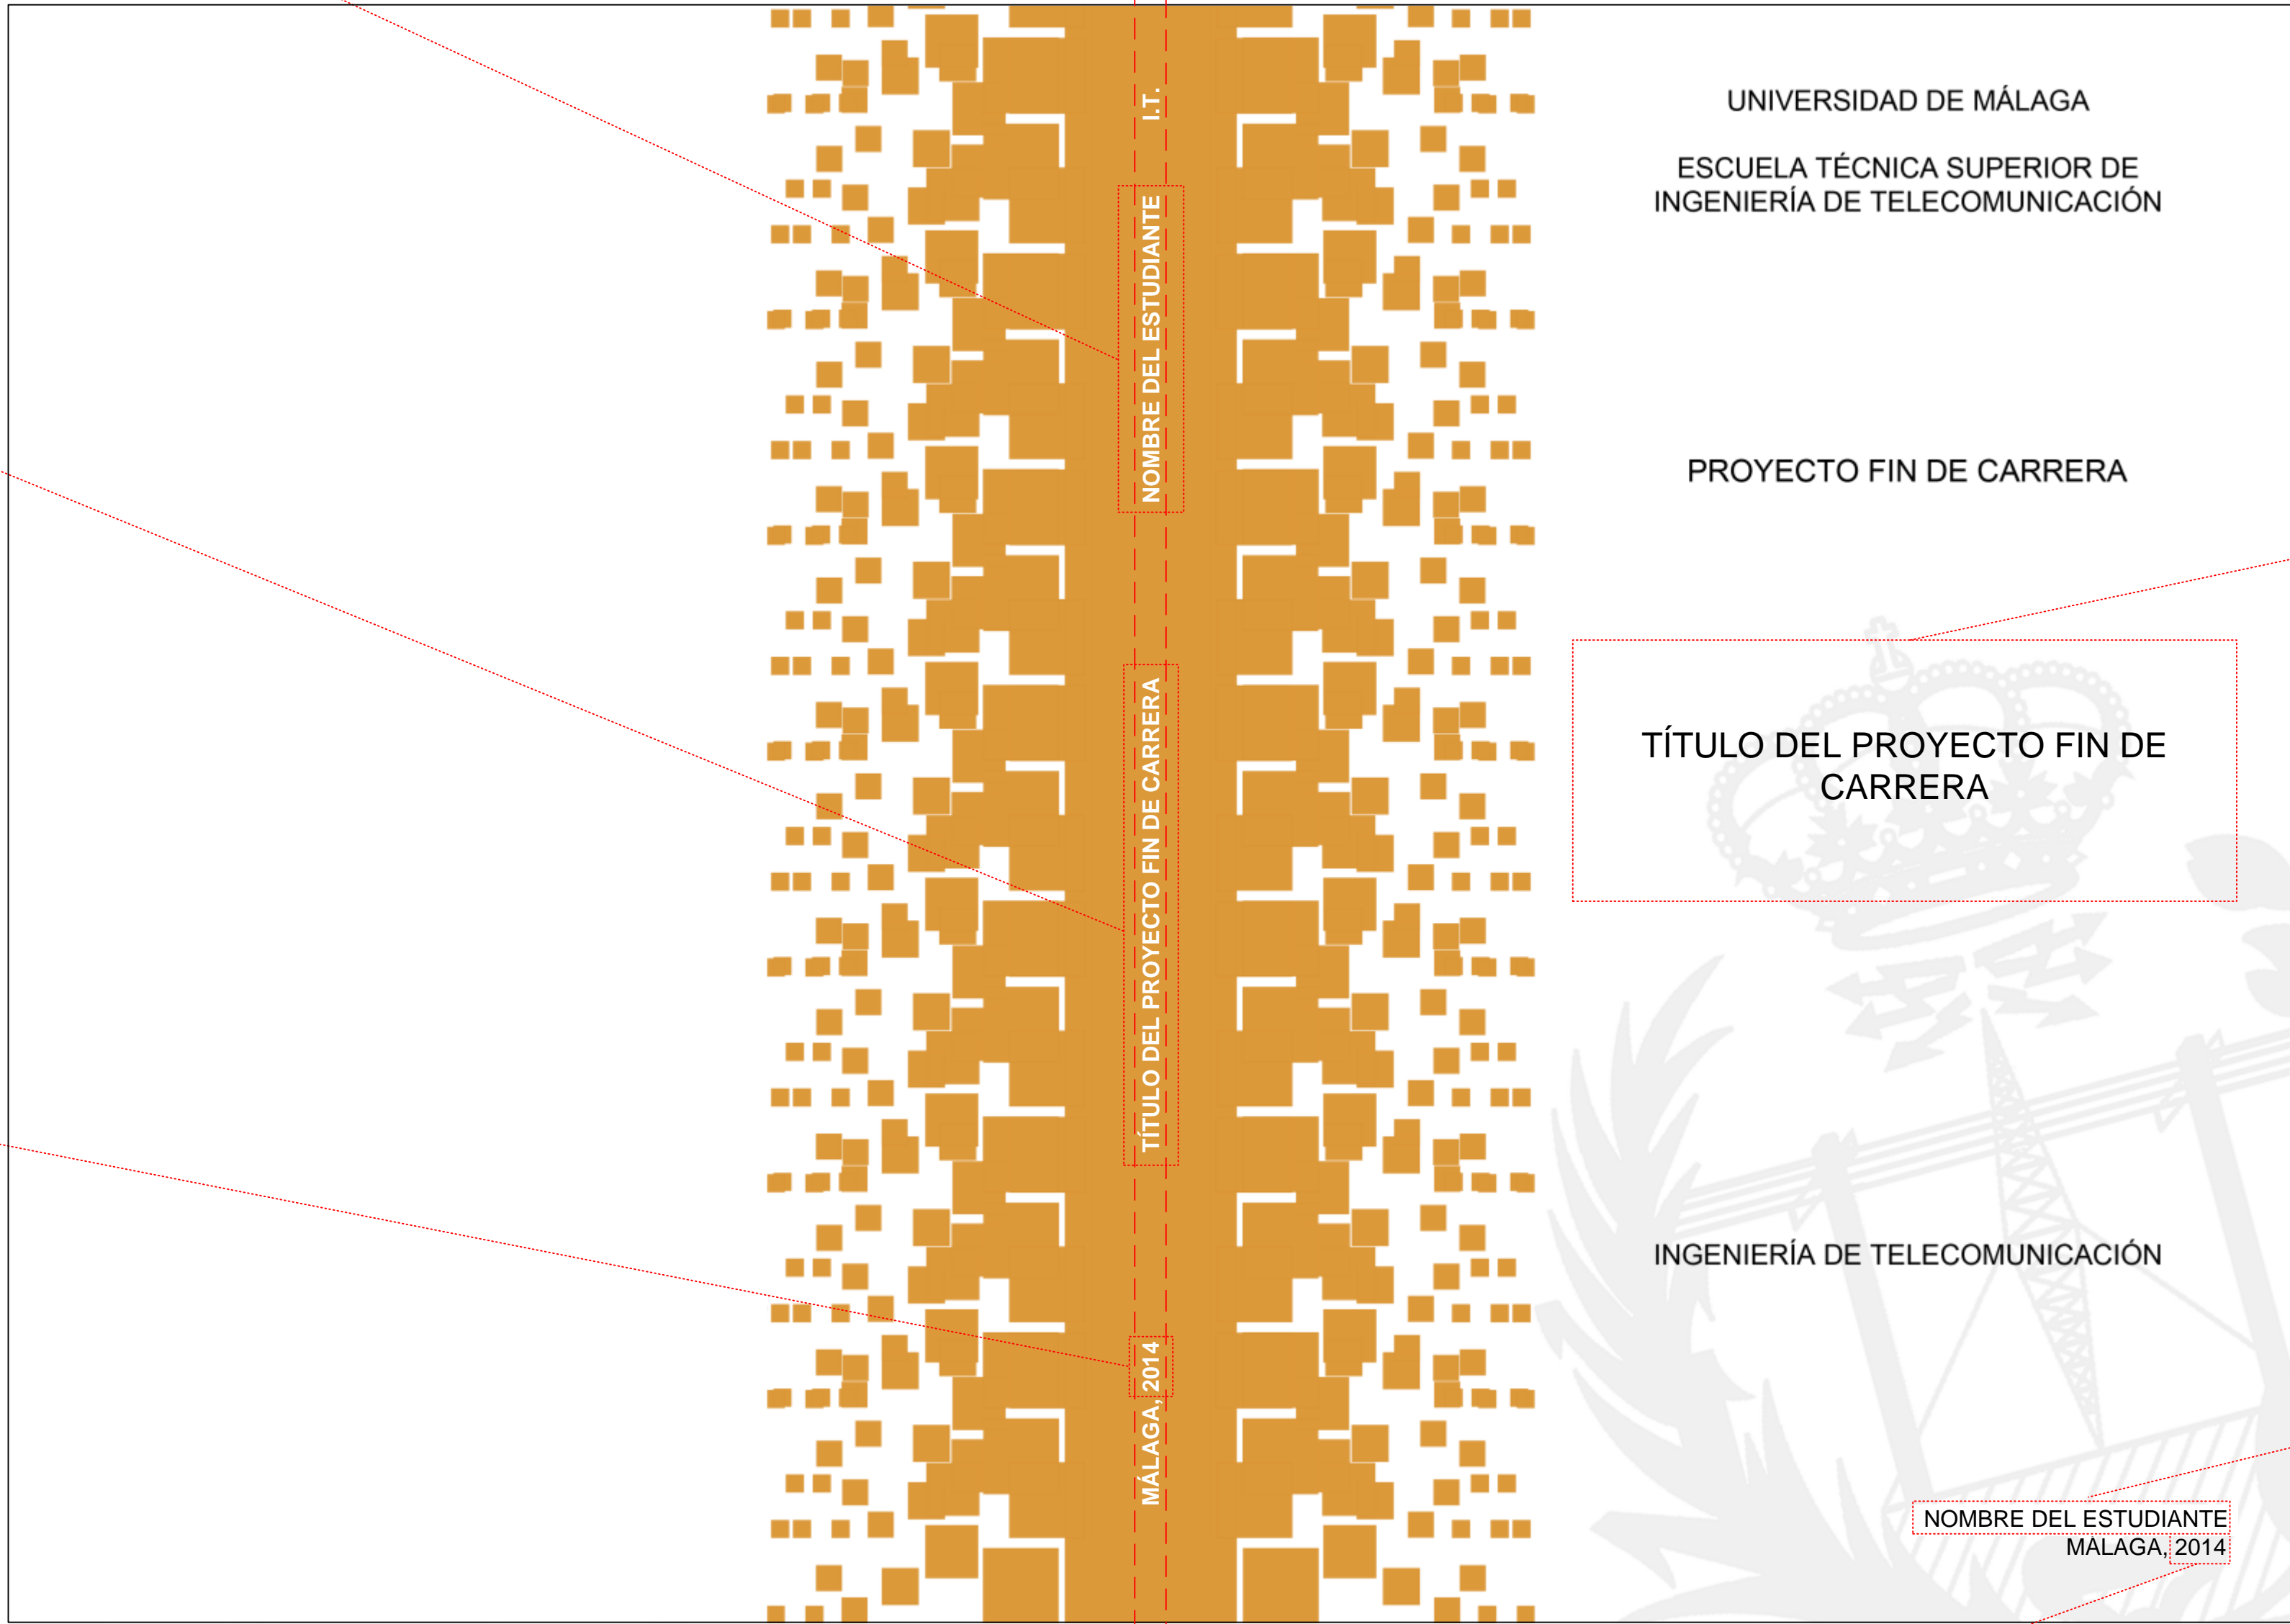 I.T.
NOMBRE DEL ESTUDIANTE
TÍTULO DEL PROYECTO FIN DE CARRERA
MÁLAGA, 2014
UNIVERSIDAD DE MÁLAGA
ESCUELA TÉCNICA SUPERIOR DE
INGENIERÍA DE TELECOMUNICACIÓN
PROYECTO FIN DE CARRERA
TÍTULO DEL PROYECTO FIN DE
CARRERA
INGENIERÍA DE TELECOMUNICACIÓN
NOMBRE DEL ESTUDIANTE
MÁLAGA, 2014